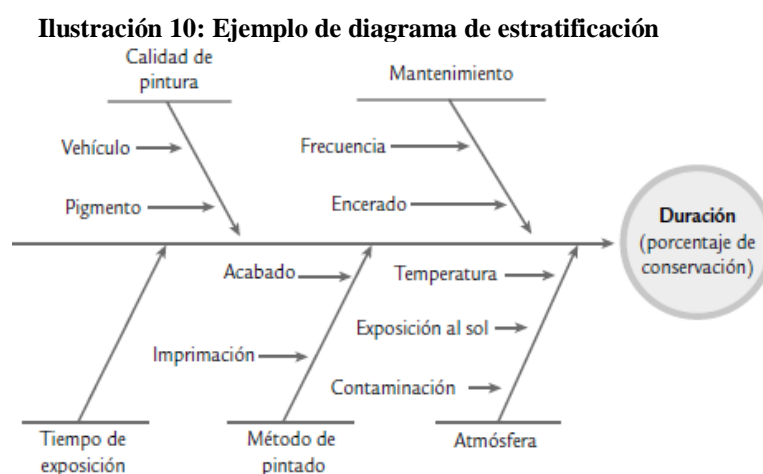 Ilustración 10: Ejemplo de diagrama de estratificación
Calidad de
pintura
Mantenimiento
Vehículo
Frecuencia
Pigmento
Encerado
Duración
(porcentaje de
conservación)
Acabado
Temperatura
Exposición al sol
Imprimación
Contaminación
Tiempo de
exposición
Método de
pintado
Atmósfera